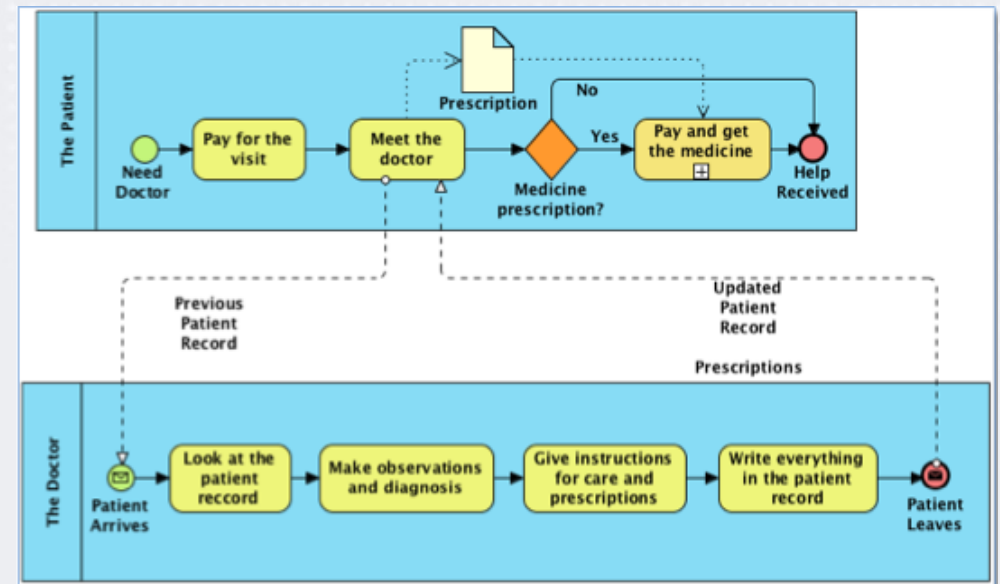 The Patient
Need
Doctor
Pay for the
visit
Meet the
doctor
Prescription
Medicine
prescription?
No
Yes
Pay and get
the medicine
Help
Received
Previous
Patient
Record
Updated
Patient
Record
Prescriptions
The Doctor
Patient
Arrives
Look at the
patient
reccord
Make observations
and diagnosis
Give instructions
for care and
prescriptions
Write everything
in the patient
record
Patient
Leaves